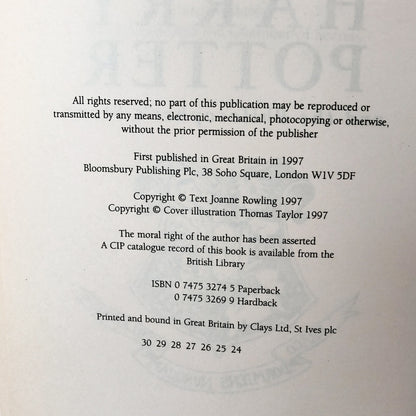 HARRY
POTTER
All rights reserved; no part of this publication may be reproduced or
transmitted by any means, electronic, mechanical, photocopying or otherwise,
without the prior permission of the publisher
First published in Great Britain in 1997
Bloomsbury Publishing Plc, 38 Soho Square, London W1V 5DF
Copyright © Text Joanne Rowling 1997
Copyright © Cover illustration Thomas Taylor 1997
The moral right of the author has been asserted
A CIP catalogue record of this book is available from the
British Library
ISBN 0 7475 3274 5 Paperback
0 7475 3269 9 Hardback
Printed and bound in Great Britain by Clays Ltd, St Ives plc
30 29 28 27 26 25 24